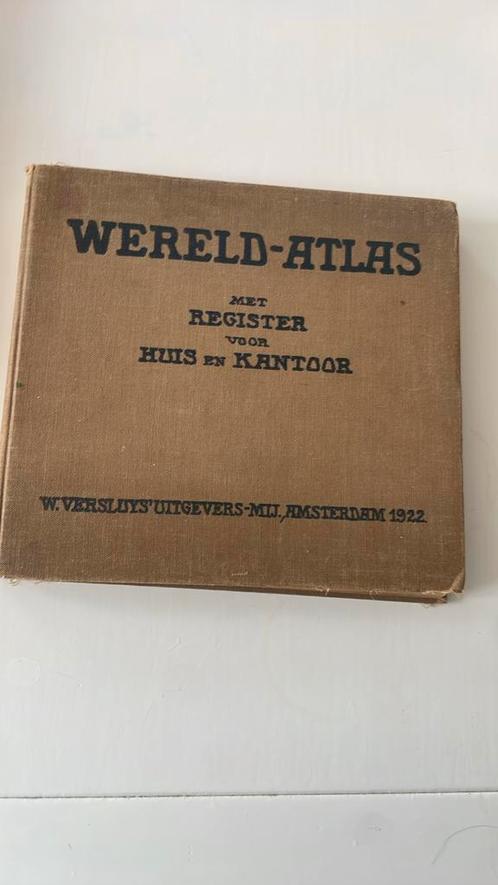 WERELD-ATLAS
MET
REGISTER
VOOR
HUIS EN KANTOOR
W. VERSLUYS' UITGEVERS-MIJ., AMSTERDAM 1922.